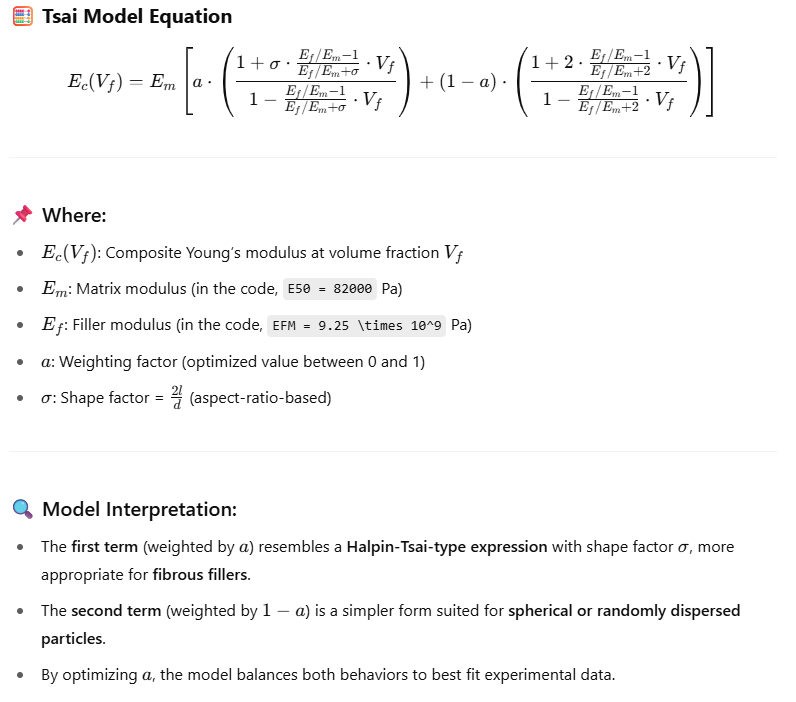 🧮 Tsai Model Equation
$E_c(V_f) = E_m \left[ a \cdot \left( \frac{1 + \sigma \cdot \frac{E_f/E_m - 1}{E_f/E_m + \sigma} \cdot V_f}{1 - \frac{E_f/E_m - 1}{E_f/E_m + \sigma} \cdot V_f} \right) + (1 - a) \cdot \left( \frac{1 + 2 \cdot \frac{E_f/E_m - 1}{E_f/E_m + 2} \cdot V_f}{1 - \frac{E_f/E_m - 1}{E_f/E_m + 2} \cdot V_f} \right) \right]$
📌 Where:
• $E_c(V_f)$: Composite Young's modulus at volume fraction $V_f$
• $E_m$: Matrix modulus (in the code, E50 = 82000 Pa)
• $E_f$: Filler modulus (in the code, EFM = 9.25 \times 10^9 Pa)
• $a$: Weighting factor (optimized value between 0 and 1)
• $\sigma$: Shape factor = $\frac{2l}{d}$ (aspect-ratio-based)
🔍 Model Interpretation:
• The first term (weighted by $a$) resembles a Halpin-Tsai-type expression with shape factor $\sigma$, more
appropriate for fibrous fillers.
• The second term (weighted by $1 - a$) is a simpler form suited for spherical or randomly dispersed
particles.
• By optimizing $a$, the model balances both behaviors to best fit experimental data.